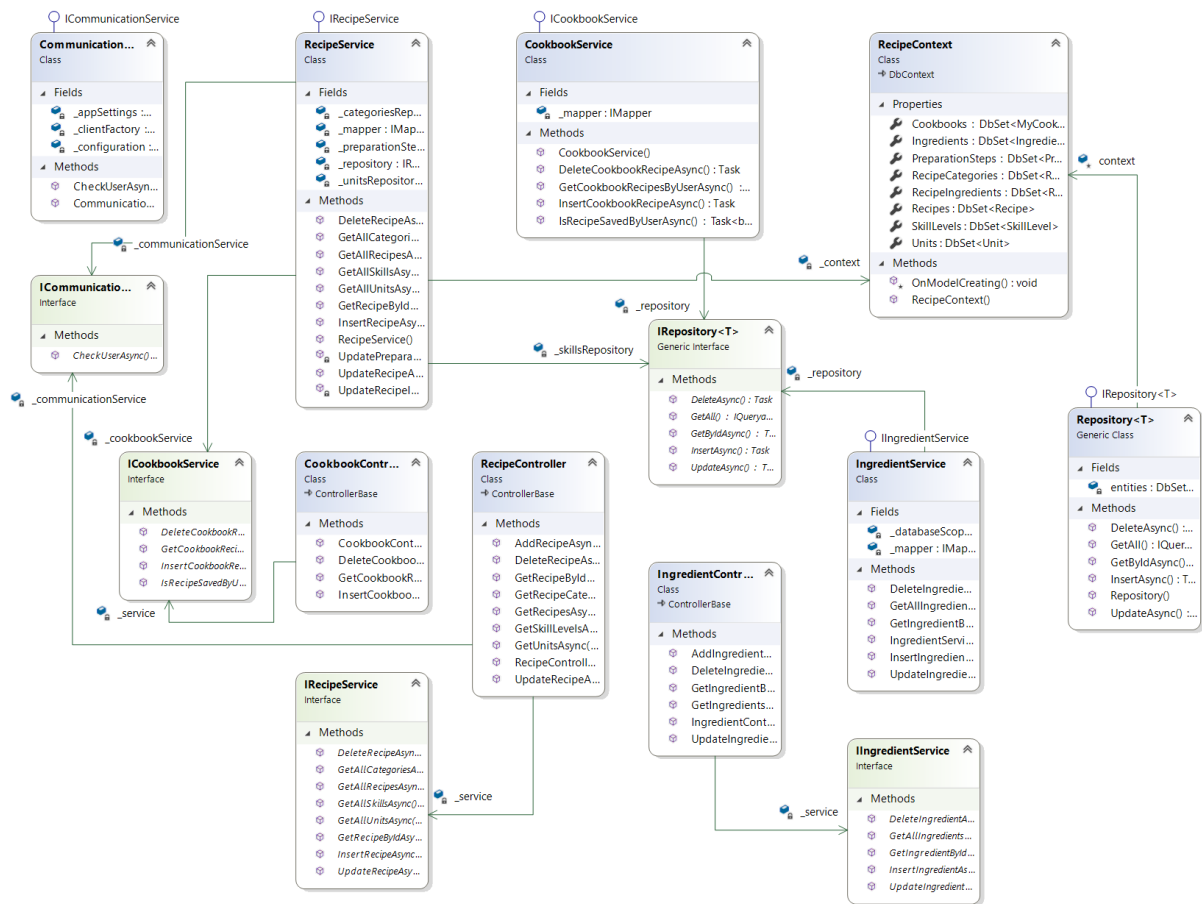 ICommunicationService
Communication...
Class
Fields
_appSettings :...
_clientFactory :...
_configuration :...
Methods
CheckUserAsyn...
Communicatio...
IRecipeService
RecipeService
Class
Fields
_categoriesRep...
_mapper : IMap...
_preparationSte...
_repository : IR...
_unitsRepositor...
Methods
DeleteRecipeAs...
GetAllCategori...
GetAllRecipesA...
GetAllSkillsAsy...
GetAllUnitsAsy...
GetRecipeById...
InsertRecipeAsy...
RecipeService()
UpdatePrepara...
UpdateRecipeA...
UpdateRecipeI...
ICookbookService
CookbookService
Class
Fields
_mapper : IMapper
Methods
CookbookService()
DeleteCookbookRecipeAsync() : Task
GetCookbookRecipesByUserAsync() :...
InsertCookbookRecipeAsync() : Task
IsRecipeSavedByUserAsync() : Task<b...
RecipeContext
Class
DbContext
Properties
Cookbooks : DbSet<MyCook...
Ingredients : DbSet<Ingredie...
PreparationSteps : DbSet<Pr...
RecipeCategories : DbSet<R...
RecipeIngredients : DbSet<R...
Recipes : DbSet<Recipe>
SkillLevels : DbSet<SkillLevel>
Units : DbSet<Unit>
Methods
OnModelCreating() : void
RecipeContext()
context
_communicationService
_context
_repository
_skillsRepository
_repository
ICommunicatio...
Interface
Methods
CheckUserAsync()...
_communicationService
_cookbookService
IRepository<T>
Generic Interface
Methods
DeleteAsync() : Task
GetAll() : IQuerya...
GetByIdAsync() : T...
InsertAsync() : Task
UpdateAsync() : T...
IRepository<T>
Repository<T>
Generic Class
Fields
entities : DbSet...
Methods
DeleteAsync() :...
GetAll() : IQuer...
GetByIdAsync()...
InsertAsync() : T...
Repository()
UpdateAsync() :...
ICookbookService
Interface
Methods
DeleteCookbookR...
GetCookbookReci...
InsertCookbookRe...
IsRecipeSavedByU...
_service
CookbookContr...
Class
ControllerBase
Methods
CookbookCont...
DeleteCookboo...
GetCookbookR...
InsertCookboo...
RecipeController
Class
ControllerBase
Methods
AddRecipeAsyn...
DeleteRecipeAs...
GetRecipeById...
GetRecipeCate...
GetRecipesAsy...
GetSkillLevelsA...
GetUnitsAsync(...
RecipeControll...
UpdateRecipeA...
IIngredientService
IngredientService
Class
Fields
_databaseScop...
_mapper : IMap...
Methods
DeleteIngredie...
GetAllIngredien...
GetIngredientB...
IngredientServi...
InsertIngredien...
UpdateIngredie...
IngredientContr...
Class
ControllerBase
Methods
AddIngredient...
DeleteIngredie...
GetIngredientB...
GetIngredients...
IngredientCont...
UpdateIngredie...
IRecipeService
Interface
Methods
DeleteRecipeAsyn...
GetAllCategoriesA...
GetAllRecipesAsyn...
GetAllSkillsAsync()...
GetAllUnitsAsync(...
GetRecipeByIdAsy...
InsertRecipeAsync...
UpdateRecipeAsy...
_service
_service
IIngredientService
Interface
Methods
DeleteIngredientA...
GetAllIngredients...
GetIngredientById...
InsertIngredientAs...
UpdateIngredient...